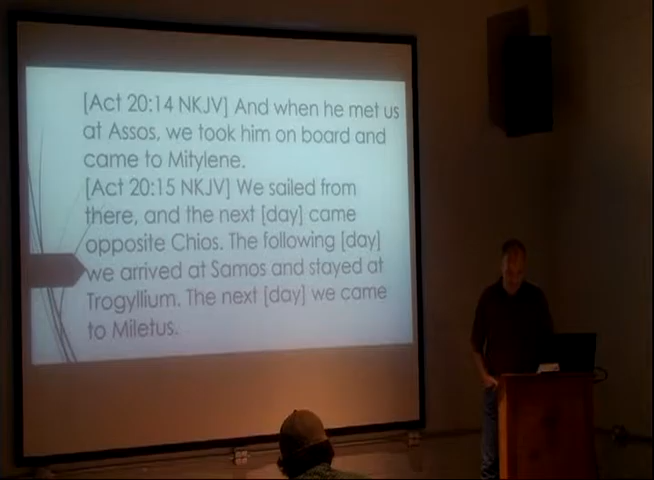 [Act 20:14 NKJV] And when he met us
at Assos, we took him on board and
came to Mitylene.
[Act 20:15 NKJV] We sailed from
there, and the next [day] came
opposite Chios. The following [day]
we arrived at Samos and stayed at
Trogyllium. The next [day] we came
to Miletus.